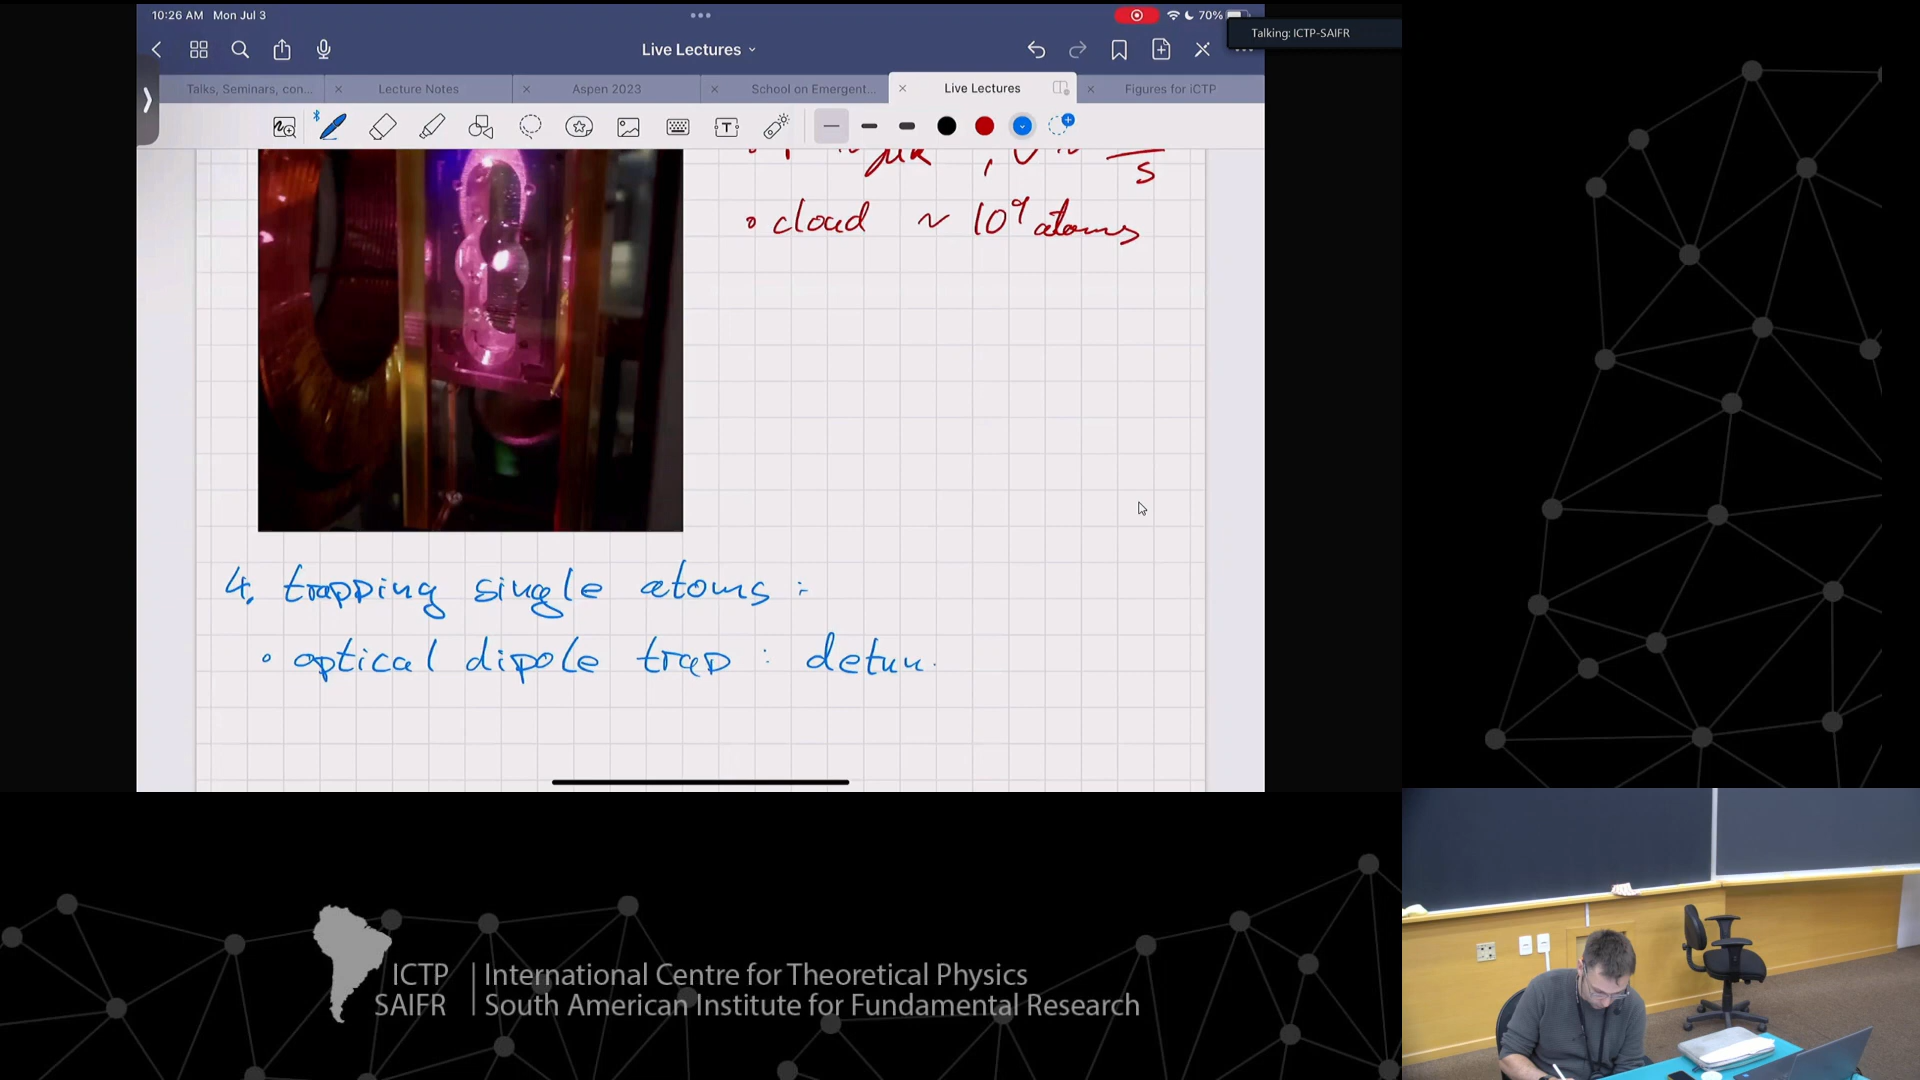 10:26 AM Mon Jul 3
70%
Talking: ICTP-SAIFR
Live Lectures
Talks, Seminars, con...
Lecture Notes
Aspen 2023
School on Emergent...
Live Lectures
Figures for iCTP
s
• cloud ~ 10⁹ atoms
4. trapping single atoms :
• optical dipole trap : detun
ICTP | International Centre for Theoretical Physics
SAIFR | South American Institute for Fundamental Research